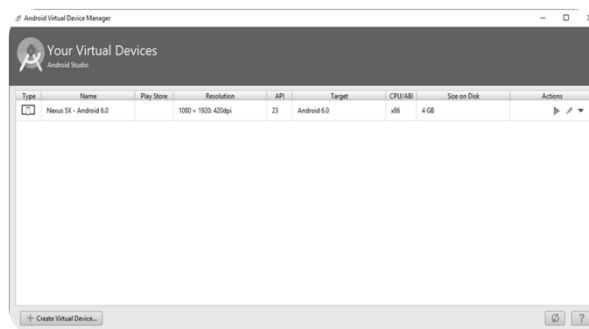 Android Virtual Device Manager
Your Virtual Devices
Android Studio
Type Name Play Store Resolution API Target CPU/ABI Size on Disk Actions
Nexus 5X - Android 6.0 1080 × 1920: 420dpi 23 Android 6.0 x86 4 GB
+ Create Virtual Device...
?